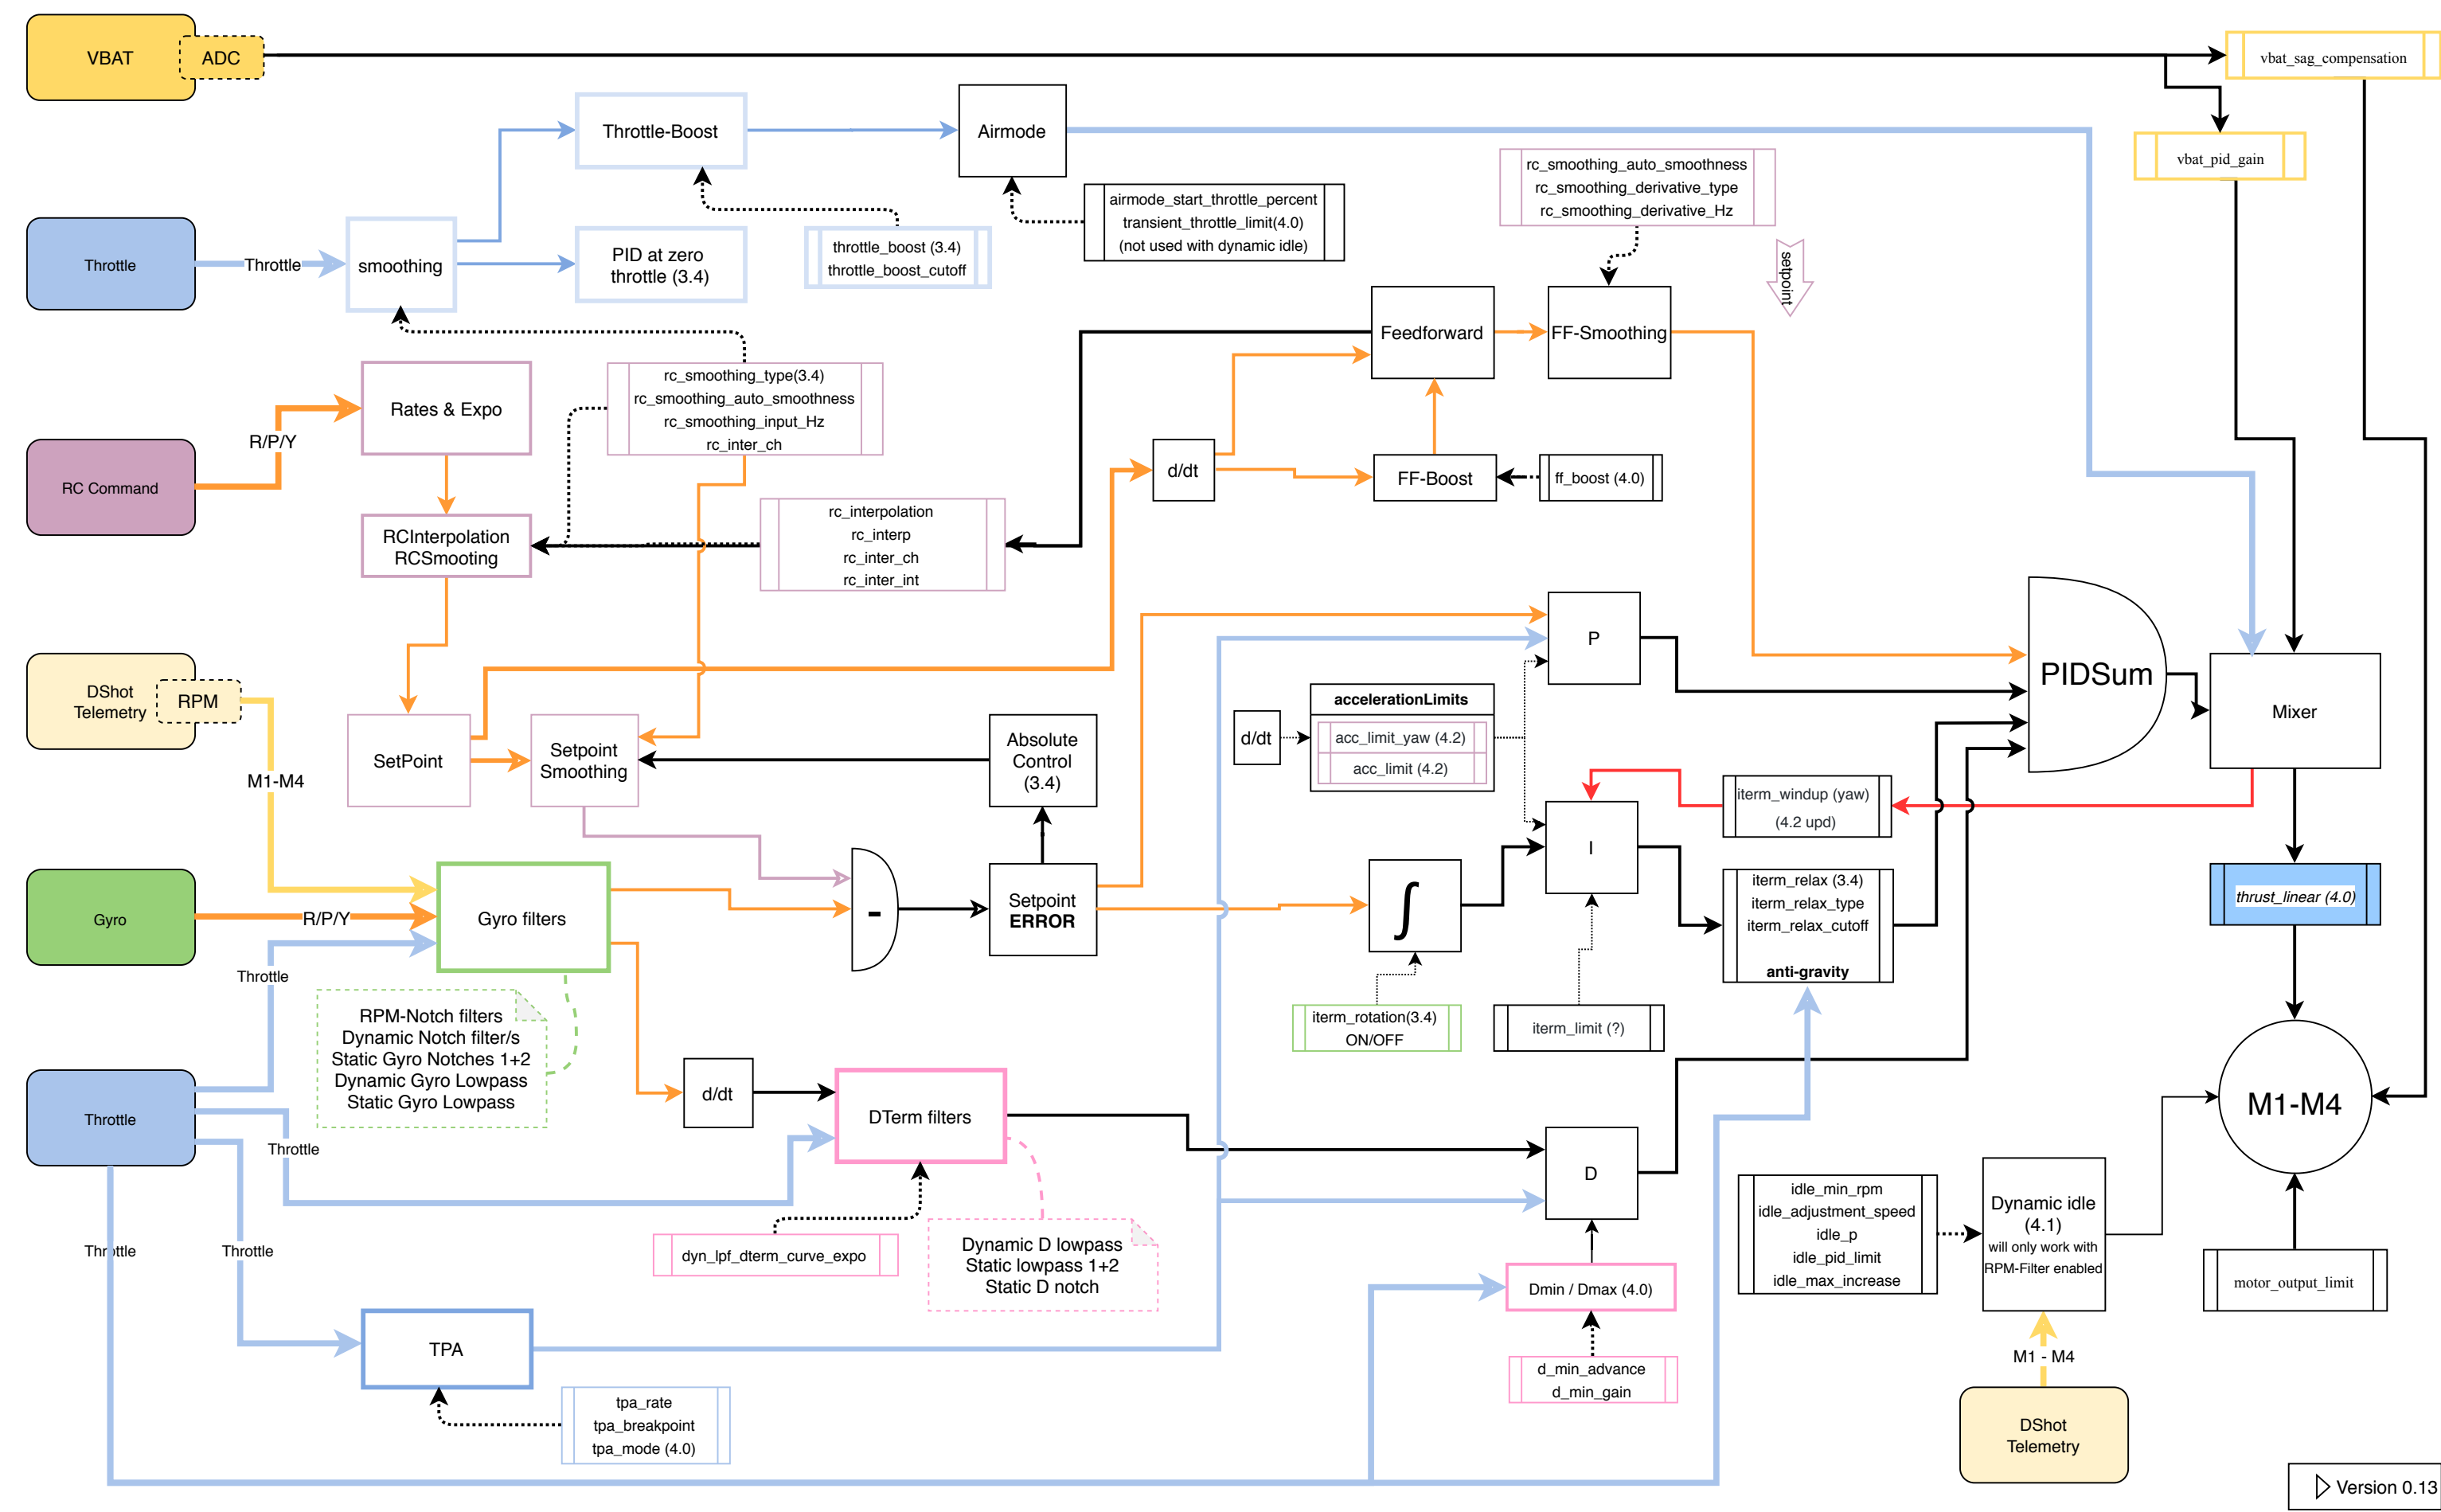 VBAT
ADC
vbat_sag_compensation
Throttle-Boost
Airmode
vbat_pid_gain
rc_smoothing_auto_smoothness
rc_smoothing_derivative_type
rc_smoothing_derivative_Hz
airmode_start_throttle_percent
transient_throttle_limit(4.0)
(not used with dynamic idle)
Throttle
Throttle
smoothing
PID at zero
throttle (3.4)
throttle_boost (3.4)
throttle_boost_cutoff
setpoint
Feedforward
FF-Smoothing
Rates & Expo
rc_smoothing_type(3.4)
rc_smoothing_auto_smoothness
rc_smoothing_input_Hz
rc_inter_ch
R/P/Y
RC Command
d/dt
FF-Boost
ff_boost (4.0)
RCInterpolation
RCSmooting
rc_interpolation
rc_interp
rc_inter_ch
rc_inter_int
P
PIDSum
Mixer
DShot
Telemetry
RPM
M1-M4
SetPoint
Setpoint
Smoothing
Absolute
Control
(3.4)
d/dt
accelerationLimits
acc_limit_yaw (4.2)
acc_limit (4.2)
iterm_windup (yaw)
(4.2 upd)
I
Gyro
R/P/Y
Gyro filters
-
Setpoint
ERROR
∫
iterm_relax (3.4)
iterm_relax_type
iterm_relax_cutoff
anti-gravity
thrust_linear (4.0)
Throttle
RPM-Notch filters
Dynamic Notch filter/s
Static Gyro Notches 1+2
Dynamic Gyro Lowpass
Static Gyro Lowpass
iterm_rotation(3.4)
ON/OFF
iterm_limit (?)
Throttle
Throttle
d/dt
DTerm filters
D
M1-M4
dyn_lpf_dterm_curve_expo
Dynamic D lowpass
Static lowpass 1+2
Static D notch
idle_min_rpm
idle_adjustment_speed
idle_p
idle_pid_limit
idle_max_increase
Dynamic idle
(4.1)
will only work with
RPM-Filter enabled
motor_output_limit
Throttle
Throttle
Dmin / Dmax (4.0)
TPA
d_min_advance
d_min_gain
M1 - M4
tpa_rate
tpa_breakpoint
tpa_mode (4.0)
DShot
Telemetry
Version 0.13